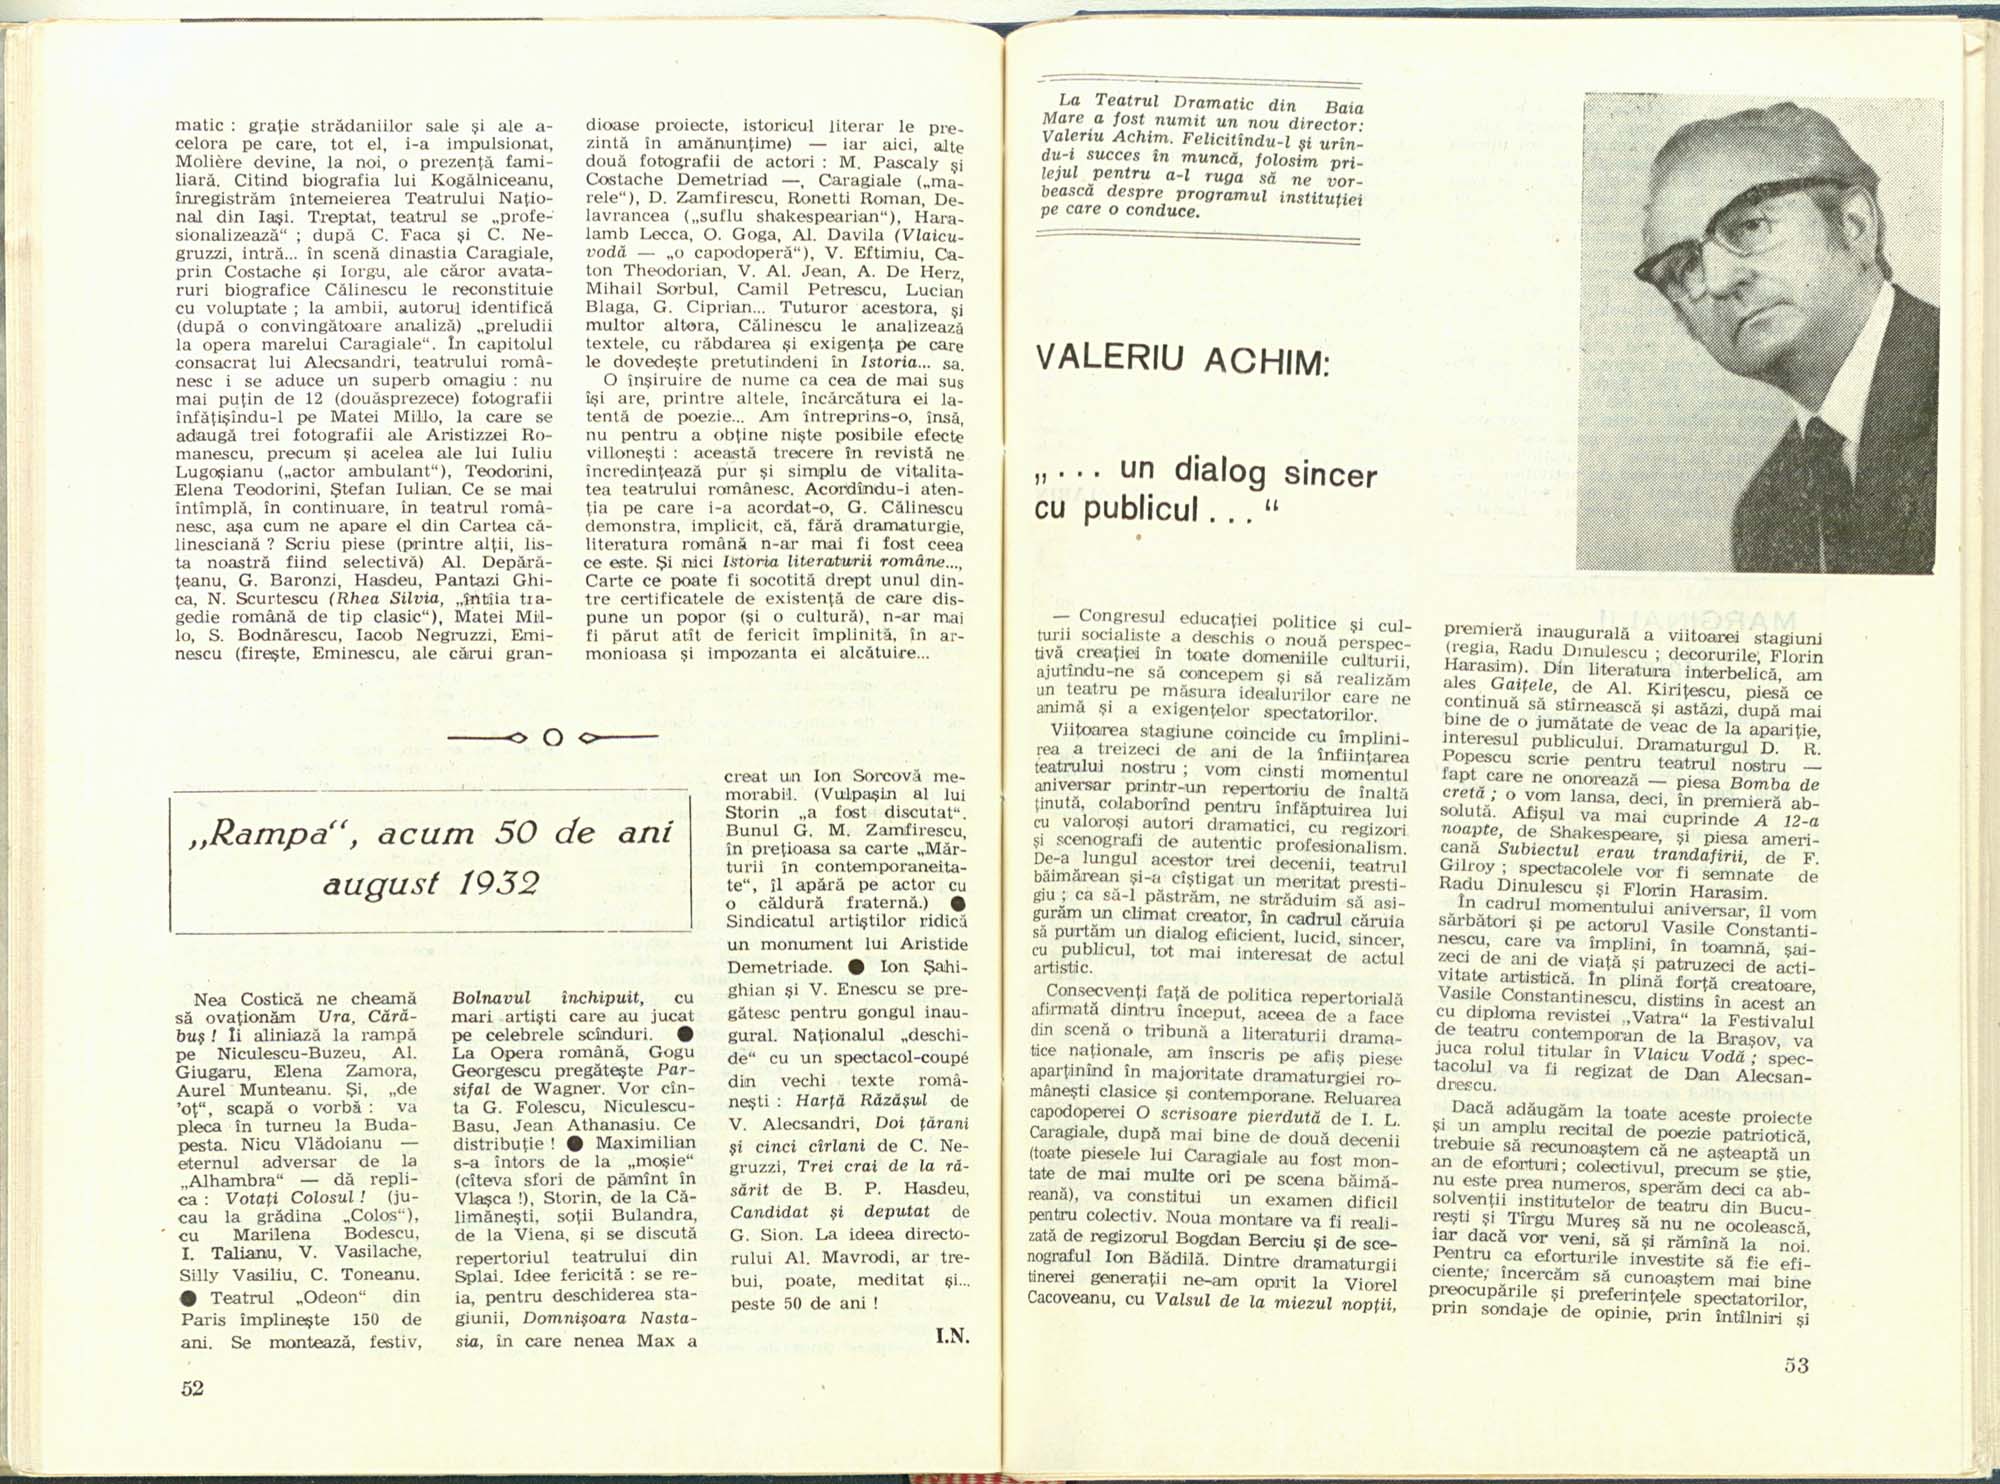 matic : grație strădaniilor sale și ale a-
celora pe care, tot el, i-a impulsionat,
Molière devine, la noi, o prezență fami-
liară. Citind biografia lui Kogălniceanu,
înregistrăm întemeierea Teatrului Națio-
nal din Iași. Treptat, teatrul se „profe-
sionalizează“ ; după C. Faca și C. Ne-
gruzzi, intră... în scenă dinastia Caragiale,
prin Costache și Iorgu, ale căror avata-
ruri biografice Călinescu le reconstituie
cu voluptate ; la ambii, autorul identifică
(după o convingătoare analiză) „preludii
la opera marelui Caragiale“. În capitolul
consacrat lui Alecsandri, teatrului româ-
nesc i se aduce un superb omagiu : nu
mai puțin de 12 (douăsprezece) fotografii
înfățișîndu-l pe Matei Millo, la care se
adaugă trei fotografii ale Aristizzei Ro-
manescu, precum și acelea ale lui Iuliu
Lugoșianu („actor ambulant“), Teodorini,
Elena Teodorini, Ștefan Iulian. Ce se mai
întîmplă, în continuare, în teatrul româ-
nesc, așa cum ne apare el din Cartea că-
linesciană ? Scriu piese (printre alții, lis-
ta noastră fiind selectivă) Al. Depără-
țeanu, G. Baronzi, Hasdeu, Pantazi Ghi-
ca, N. Scurtescu (Rhea Silvia, „întîia tra-
gedie română de tip clasic“), Matei Mil-
lo, S. Bodnărescu, Iacob Negruzzi, Emi-
nescu (firește, Eminescu, ale cărui gran-
dioase proiecte, istoricul literar le pre-
zintă în amănunțime) — iar aici, alte
două fotografii de actori : M. Pascaly și
Costache Demetriad —, Caragiale („ma-
rele“), D. Zamfirescu, Ronetti Roman, De-
lavrancea („suflu shakespearian“), Hara-
lamb Lecca, O. Goga, Al. Davila (Vlaicu-
vodă — „o capodoperă“), V. Eftimiu, Ca-
ton Theodorian, V. Al. Jean, A. De Herz,
Mihail Sorbul, Camil Petrescu, Lucian
Blaga, G. Ciprian... Tuturor acestora, și
multor altora, Călinescu le analizează
textele, cu răbdarea și exigența pe care
le dovedește pretutindeni în Istoria... sa.
O înșiruire de nume ca cea de mai sus
își are, printre altele, încărcătura ei la-
tentă de poezie... Am întreprins-o, însă,
nu pentru a obține niște posibile efecte
villonești : această trecere în revistă ne
încredințează pur și simplu de vitalita-
tea teatrului românesc. Acordîndu-i aten-
ția pe care i-a acordat-o, G. Călinescu
demonstra, implicit, că, fără dramaturgie,
literatura română n-ar mai fi fost ceea
ce este. Și nici Istoria literaturii române...,
Carte ce poate fi socotită drept unul din-
tre certificatele de existență de care dis-
pune un popor (și o cultură), n-ar mai
fi părut atît de fericit împlinită, în ar-
monioasa și impozanta ei alcătuire...
„Rampa“, acum 50 de ani
august 1932
Nea Costică ne cheamă
să ovaționăm Ura, Cără-
buș ! Îi aliniază la rampă
pe Niculescu-Buzeu, Al.
Giugaru, Elena Zamora,
Aurel Munteanu. Și, „de
'oț“, scapă o vorbă : va
pleca în turneu la Buda-
pesta. Nicu Vlădoianu —
eternul adversar de la
„Alhambra“ — dă repli-
ca : Votați Colosul ! (ju-
cau la grădina „Colos“),
cu Marilena Bodescu,
I. Talianu, V. Vasilache,
Silly Vasiliu, C. Toneanu.
● Teatrul „Odeon“ din
Paris împlinește 150 de
ani. Se montează, festiv,
Bolnavul închipuit, cu
mari artiști care au jucat
pe celebrele scînduri. ●
La Opera română, Gogu
Georgescu pregătește Par-
sifal de Wagner. Vor cîn-
ta G. Folescu, Niculescu-
Basu, Jean Athanasiu. Ce
distribuție ! ● Maximilian
s-a întors de la „moșie“
(cîteva sfori de pămînt în
Vlașca !), Storin, de la Că-
limănești, soții Bulandra,
de la Viena, și se discută
repertoriul teatrului din
Splai. Idee fericită : se re-
ia, pentru deschiderea sta-
giunii, Domnișoara Nasta-
sia, în care nenea Max a
creat un Ion Sorcovă me-
morabil. (Vulpașin al lui
Storin „a fost discutat“.
Bunul G. M. Zamfirescu,
în prețioasa sa carte „Măr-
turii în contemporaneita-
te“, îl apără pe actor cu
o căldură fraternă.) ●
Sindicatul artiștilor ridică
un monument lui Aristide
Demetriade. ● Ion Șahi-
ghian și V. Enescu se pre-
gătesc pentru gongul inau-
gural. Naționalul „deschi-
de“ cu un spectacol-coupé
din vechi texte româ-
nești : Harță Răzășul de
V. Alecsandri, Doi țărani
și cinci cîrlani de C. Ne-
gruzzi, Trei crai de la ră-
sărit de B. P. Hasdeu,
Candidat și deputat de
G. Sion. La ideea directo-
rului Al. Mavrodi, ar tre-
bui, poate, meditat și...
peste 50 de ani !
I.N.
52
La Teatrul Dramatic din Baia
Mare a fost numit un nou director:
Valeriu Achim. Felicitîndu-l și urîn-
du-i succes în muncă, folosim pri-
lejul pentru a-l ruga să ne vor-
bească despre programul instituției
pe care o conduce.
VALERIU ACHIM:
„... un dialog sincer
cu publicul ... “
— Congresul educației politice și cul-
turii socialiste a deschis o nouă perspec-
tivă creației în toate domeniile culturii,
ajutîndu-ne să concepem și să realizăm
un teatru pe măsura idealurilor care ne
animă și a exigențelor spectatorilor.
Viitoarea stagiune coincide cu împlini-
rea a treizeci de ani de la înființarea
teatrului nostru ; vom cinsti momentul
aniversar printr-un repertoriu de înaltă
ținută, colaborînd pentru înfăptuirea lui
cu valoroși autori dramatici, cu regizori
și scenografi de autentic profesionalism.
De-a lungul acestor trei decenii, teatrul
băimărean și-a cîștigat un meritat presti-
giu ; ca să-l păstrăm, ne străduim să asi-
gurăm un climat creator, în cadrul căruia
să purtăm un dialog eficient, lucid, sincer,
cu publicul, tot mai interesat de actul
artistic.
Consecvenți față de politica repertorială
afirmată dintru început, aceea de a face
din scenă o tribună a literaturii drama-
tice naționale, am înscris pe afiș piese
aparținînd în majoritate dramaturgiei ro-
mânești clasice și contemporane. Reluarea
capodoperei O scrisoare pierdută de I. L.
Caragiale, după mai bine de două decenii
(toate piesele lui Caragiale au fost mon-
tate de mai multe ori pe scena băimă-
reană), va constitui un examen dificil
pentru colectiv. Noua montare va fi reali-
zată de regizorul Bogdan Berciu și de sce-
nograful Ion Bădilă. Dintre dramaturgii
tinerei generații ne-am oprit la Viorel
Cacoveanu, cu Valsul de la miezul nopții,
premieră inaugurală a viitoarei stagiuni
(regia, Radu Dinulescu ; decorurile, Florin
Harasim). Din literatura interbelică, am
ales Gaițele, de Al. Kirițescu, piesă ce
continuă să stîrnească și astăzi, după mai
bine de o jumătate de veac de la apariție,
interesul publicului. Dramaturgul D. R.
Popescu scrie pentru teatrul nostru —
fapt care ne onorează — piesa Bomba de
cretă ; o vom lansa, deci, în premieră ab-
solută. Afișul va mai cuprinde A 12-a
noapte, de Shakespeare, și piesa ameri-
cană Subiectul erau trandafirii, de F.
Gilroy ; spectacolele vor fi semnate de
Radu Dinulescu și Florin Harasim.
În cadrul momentului aniversar, îl vom
sărbători și pe actorul Vasile Constanti-
nescu, care va împlini, în toamnă, șai-
zeci de ani de viață și patruzeci de acti-
vitate artistică. În plină forță creatoare,
Vasile Constantinescu, distins în acest an
cu diploma revistei „Vatra“ la Festivalul
de teatru contemporan de la Brașov, va
juca rolul titular în Vlaicu Vodă ; spec-
tacolul va fi regizat de Dan Alecsan-
drescu.
Dacă adăugăm la toate aceste proiecte
și un amplu recital de poezie patriotică,
trebuie să recunoaștem că ne așteaptă un
an de eforturi ; colectivul, precum se știe,
nu este prea numeros, sperăm deci ca ab-
solvenții institutelor de teatru din Bucu-
rești și Tîrgu Mureș să nu ne ocolească,
iar dacă vor veni, să și rămînă la noi.
Pentru ca eforturile investite să fie efi-
ciente, încercăm să cunoaștem mai bine
preocupările și preferințele spectatorilor,
prin sondaje de opinie, prin întîlniri și
53